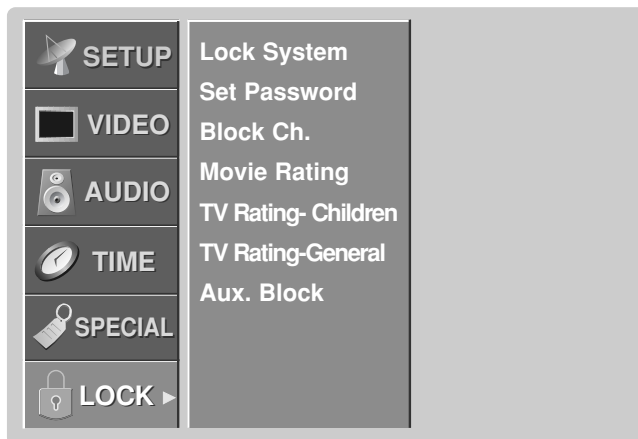 SETUP
VIDEO
AUDIO
TIME
SPECIAL
LOCK ►
Lock System
Set Password
Block Ch.
Movie Rating
TV Rating- Children
TV Rating-General
Aux. Block